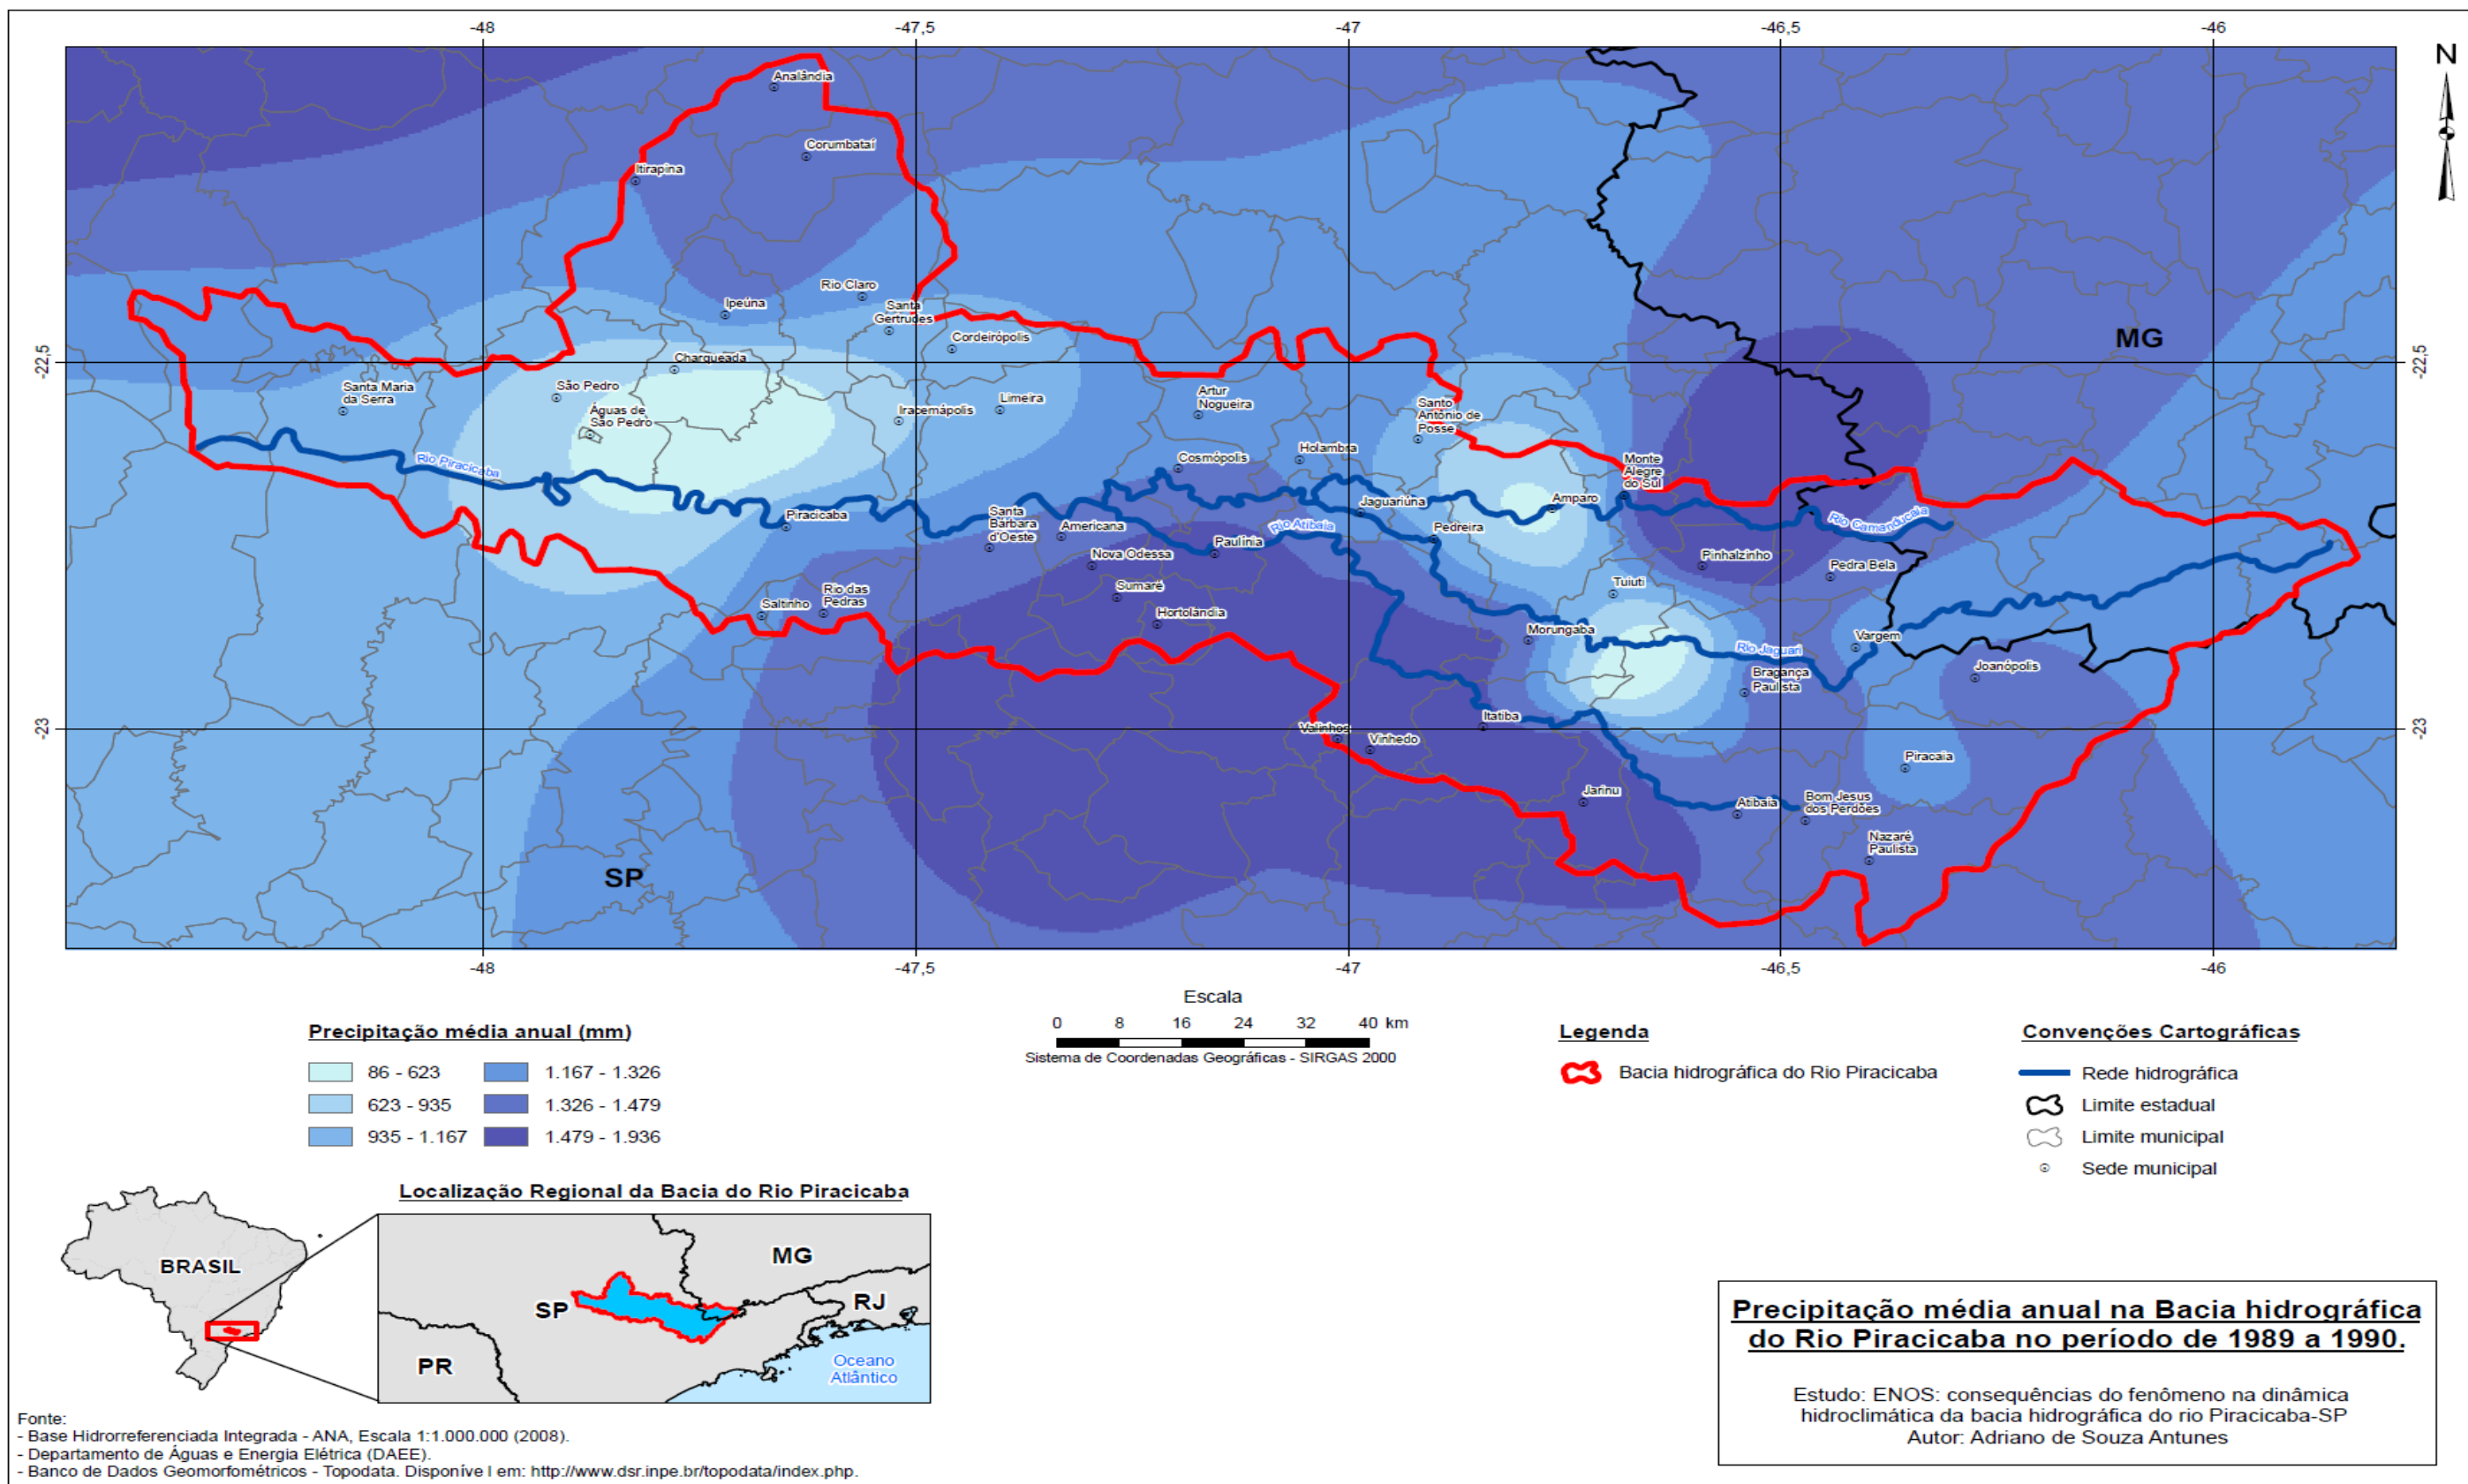 -48
-47,5
-47
-46,5
-46
N
Analândia
Corumbataí
Itirapina
Rio Claro
Ipeúna
Santa
Gertrudes
Cordeirópolis
MG
-22,5
-22,5
Charqueada
Santa Maria
da Serra
São Pedro
Águas de
São Pedro
Iracemápolis
Limeira
Artur
Nogueira
Santo
Antônio de
Posse
Holambra
Rio Piracicaba
Cosmópolis
Monte
Alegre
do Sul
Jaguariúna
Amparo
Piracicaba
Santa
Bárbara
d'Oeste
Americana
Rio Atibaia
Pedreira
Rio Camanducaia
Nova Odessa
Paulínia
Pinhalzinho
Pedra Bela
Sumaré
Tuiuti
Saltinho
Rio das
Pedras
Hortolândia
Morungaba
Rio Jaguari
Vargem
Bragança
Paulista
Joanópolis
Itatiba
-23
-23
Valinhos
Vinhedo
Piracaia
Jarinu
Atibaia
Bom Jesus
dos Perdões
Nazaré
Paulista
SP
-48
-47,5
-47
-46,5
-46
Precipitação média anual (mm)
86 - 623
1.167 - 1.326
623 - 935
1.326 - 1.479
935 - 1.167
1.479 - 1.936
Escala
0 8 16 24 32 40 km
Sistema de Coordenadas Geográficas - SIRGAS 2000
Legenda
Bacia hidrográfica do Rio Piracicaba
Convenções Cartográficas
Rede hidrográfica
Limite estadual
Limite municipal
Sede municipal
Localização Regional da Bacia do Rio Piracicaba
BRASIL
MG
SP
RJ
PR
Oceano
Atlântico
Precipitação média anual na Bacia hidrográfica
do Rio Piracicaba no período de 1989 a 1990.
Estudo: ENOS: consequências do fenômeno na dinâmica
hidroclimática da bacia hidrográfica do rio Piracicaba-SP
Autor: Adriano de Souza Antunes
Fonte:
- Base Hidrorreferenciada Integrada - ANA, Escala 1:1.000.000 (2008).
- Departamento de Águas e Energia Elétrica (DAEE).
- Banco de Dados Geomorfométricos - Topodata. Disponíve l em: http://www.dsr.inpe.br/topodata/index.php.